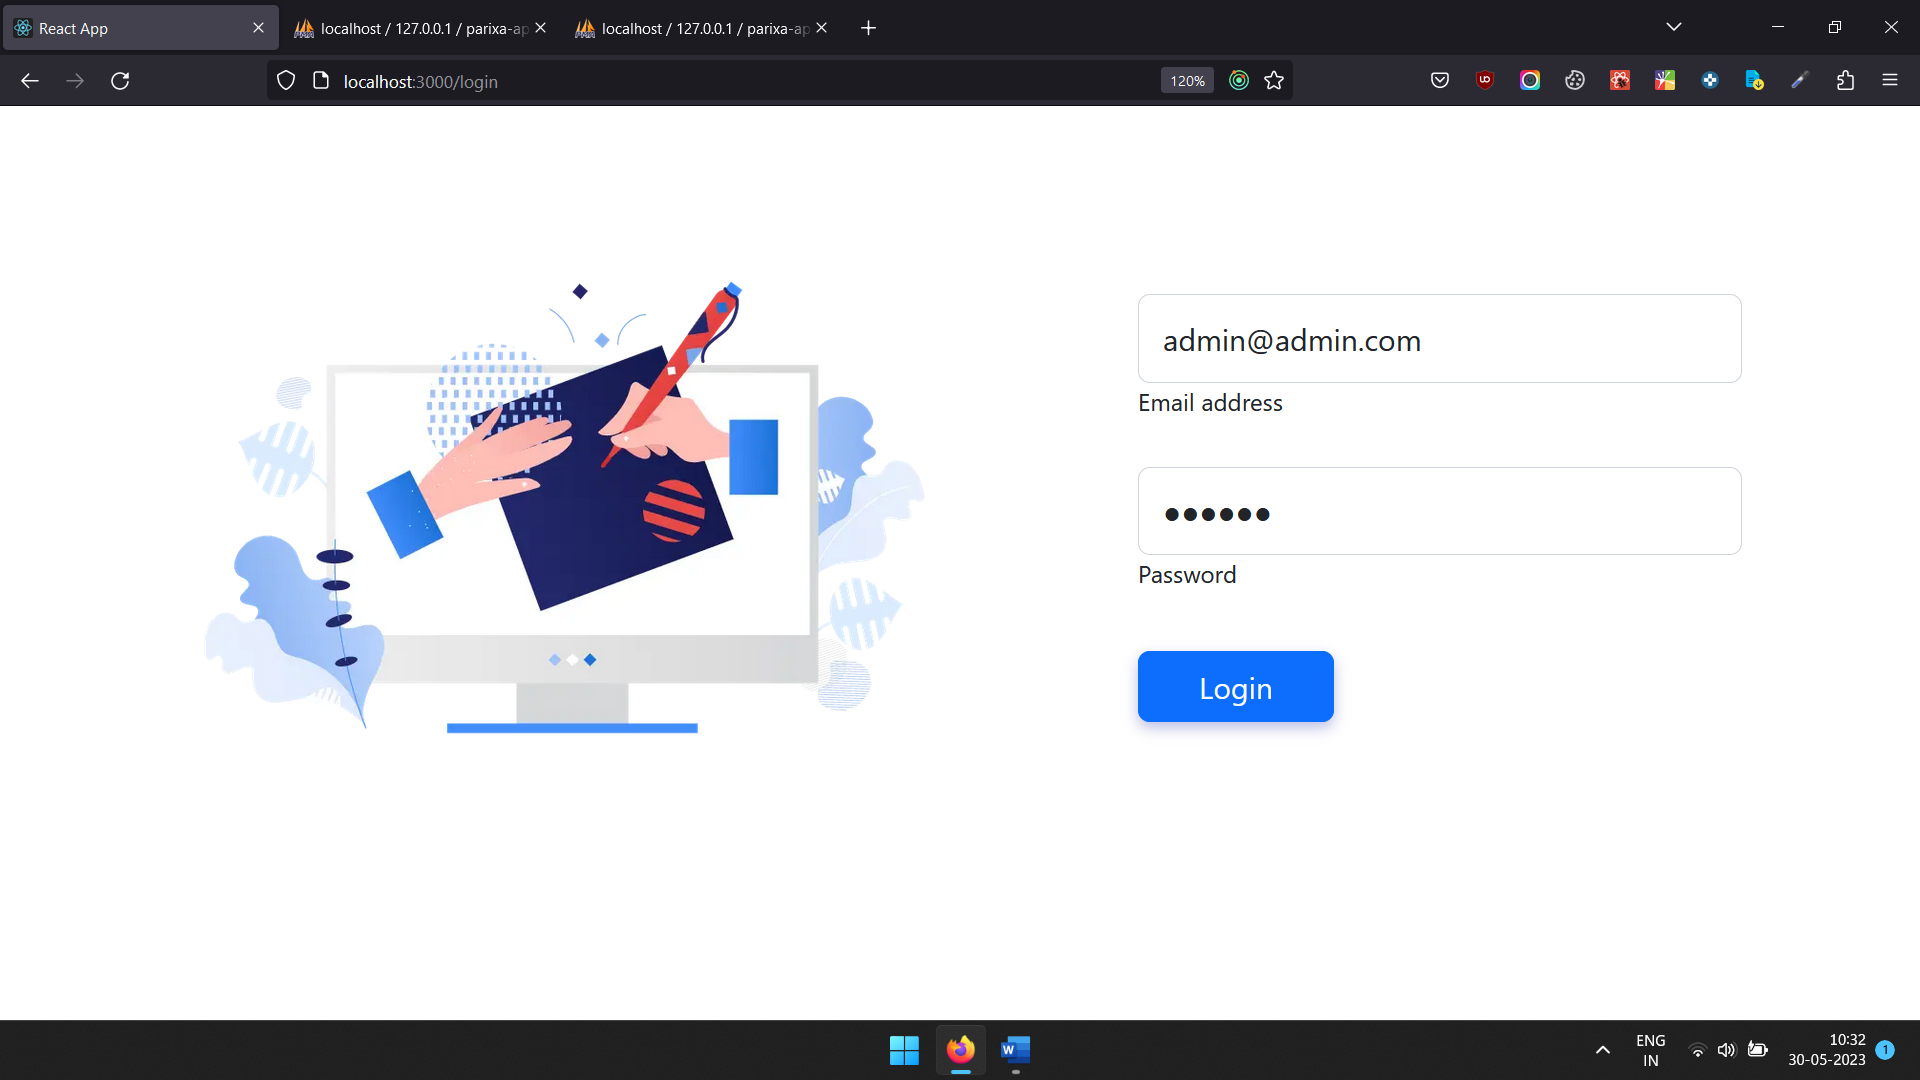 React App
localhost / 127.0.0.1 / parixa-ap
localhost / 127.0.0.1 / parixa-ap
localhost:3000/login
120%
admin@admin.com
Email address
●●●●●●
Password
Login
ENG
IN
10:32
30-05-2023
1